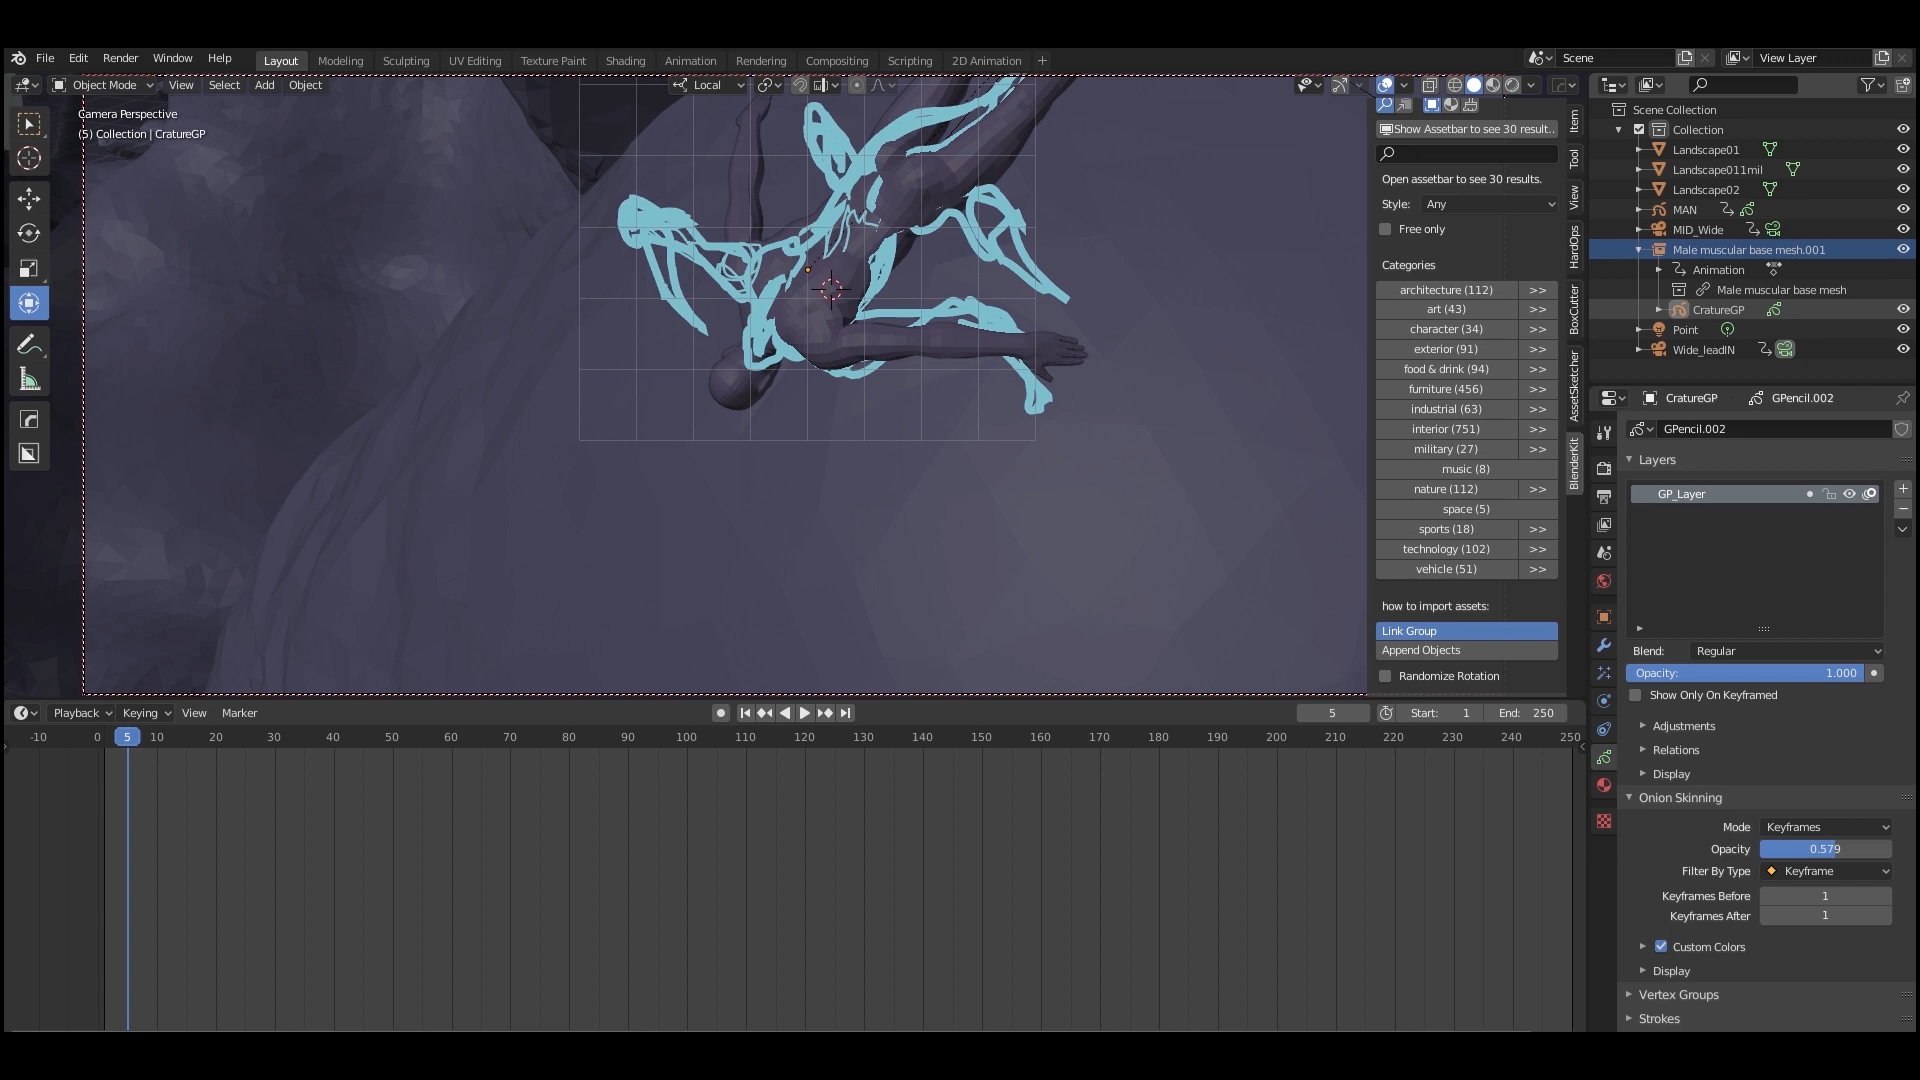 File Edit Render Window Help Layout Modeling Sculpting UV Editing Texture Paint Shading Animation Rendering Compositing Scripting 2D Animation + Scene View Layer
Object Mode View Select Add Object Local
Camera Perspective
(5) Collection | CratureGP
Show Assetbar to see 30 result..
Open assetbar to see 30 results.
Style: Any
Free only
Categories
architecture (112) >>
art (43) >>
character (34) >>
exterior (91) >>
food & drink (94) >>
furniture (456) >>
industrial (63) >>
interior (751) >>
military (27) >>
music (8)
nature (112) >>
space (5)
sports (18) >>
technology (102) >>
vehicle (51) >>
how to import assets:
Link Group
Append Objects
Randomize Rotation
Item
Tool
View
HardOps
BoxCutter
AssetSketcher
BlenderKit
Scene Collection
Collection
Landscape01
Landscape011mil
Landscape02
MAN
MID_Wide
Male muscular base mesh.001
Animation
Male muscular base mesh
CratureGP
Point
Wide_leadIN
CratureGP GPencil.002
GPencil.002
Layers
GP_Layer
Blend: Regular
Opacity: 1.000
Show Only On Keyframed
Adjustments
Relations
Display
Onion Skinning
Mode Keyframes
Opacity 0.579
Filter By Type Keyframe
Keyframes Before 1
Keyframes After 1
Custom Colors
Display
Vertex Groups
Strokes
Playback Keying View Marker 5 Start: 1 End: 250
-10 0 5 10 20 30 40 50 60 70 80 90 100 110 120 130 140 150 160 170 180 190 200 210 220 230 240 250